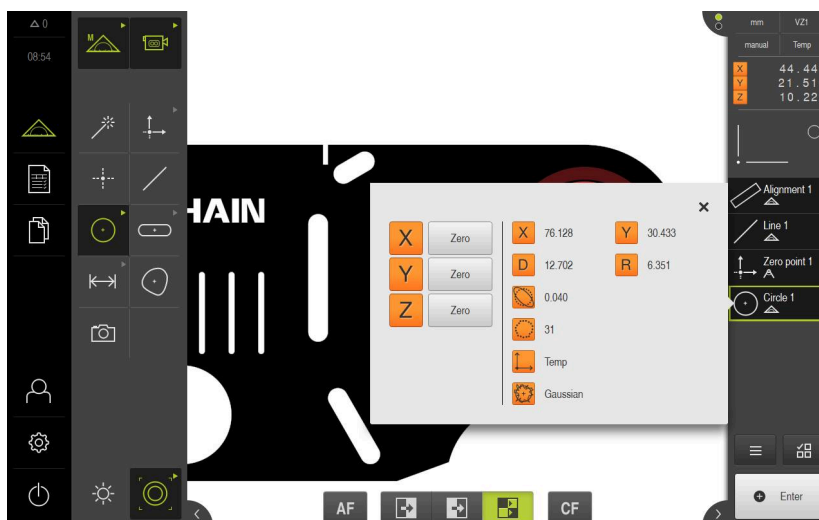 0
08:54
M
HAIN
mm VZ1
manual Temp
X 44.44
Y 21.51
Z 10.22
Alignment 1
Line 1
Zero point 1
Circle 1
X Zero
Y Zero
Z Zero
X 76.128 Y 30.433
D 12.702 R 6.351
0.040
31
Temp
Gaussian
AF
CF
Enter